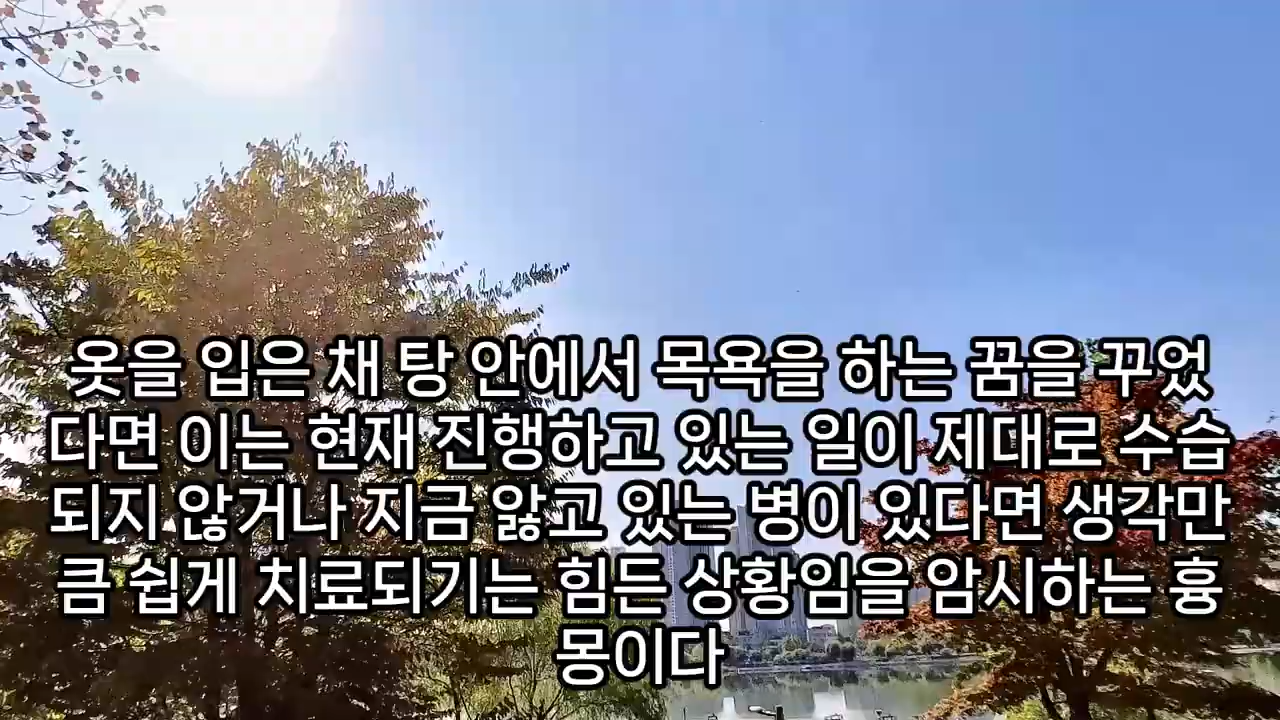 옷을 입은 채 탕 안에서 목욕을 하는 꿈을 꾸었
다면 이는 현재 진행하고 있는 일이 제대로 수습
되지 않거나 지금 앓고 있는 병이 있다면 생각만
큼 쉽게 치료되기는 힘든 상황임을 암시하는 흉
몽이다